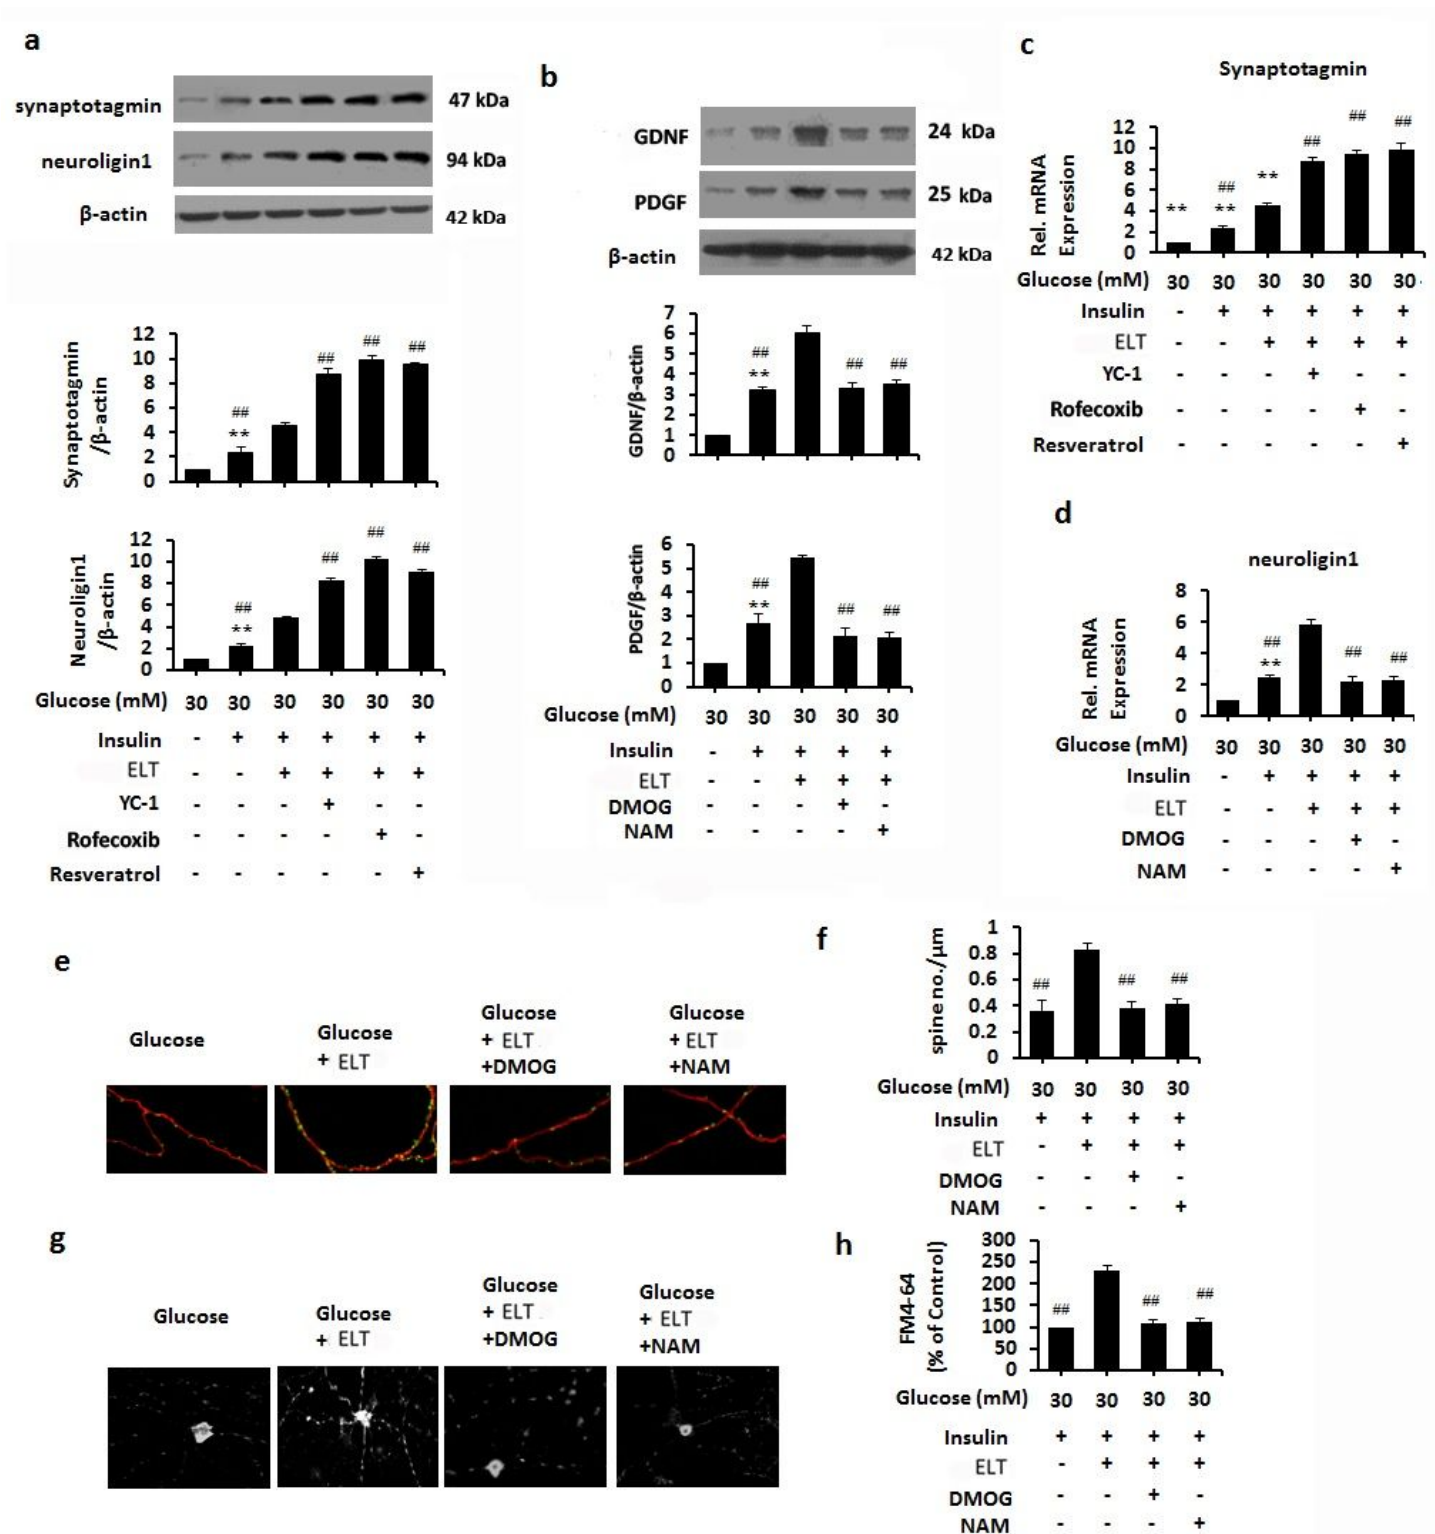 a
synaptotagmin 47 kDa
neuroligin1 94 kDa
β-actin 42 kDa
12
10
8
6
4
2
0
Synaptotagmin
/β-actin
##
**
##
##
##
12
10
8
6
4
2
0
Neuroligin1
/β-actin
##
**
##
##
##
Glucose (mM) 30 30 30 30 30 30
Insulin - + + + + +
ELT - - + + + +
YC-1 - - - + - -
Rofecoxib - - - - + -
Resveratrol - - - - - +
b
GDNF 24 kDa
PDGF 25 kDa
β-actin 42 kDa
7
6
5
4
3
2
1
0
GDNF/β-actin
##
**
##
##
6
5
4
3
2
1
0
PDGF/β-actin
##
**
##
##
Glucose (mM) 30 30 30 30 30
Insulin - + + + +
ELT - - + + +
DMOG - - - + -
NAM - - - - +
c
Synaptotagmin
12
10
8
6
4
2
0
Rel. mRNA
Expression
**
##
**
**
##
##
##
Glucose (mM) 30 30 30 30 30 30
Insulin - + + + + +
ELT - - + + + +
YC-1 - - - + - -
Rofecoxib - - - - + -
Resveratrol - - - - - +
d
neuroligin1
8
6
4
2
0
Rel. mRNA
Expression
##
**
##
##
Glucose (mM) 30 30 30 30 30
Insulin - + + + +
ELT - - + + +
DMOG - - - + -
NAM - - - - +
e
Glucose
Glucose
+ ELT
Glucose
+ ELT
+DMOG
Glucose
+ ELT
+NAM
f
1
0.8
0.6
0.4
0.2
0
spine no./μm
##
##
##
Glucose (mM) 30 30 30 30
Insulin + + + +
ELT - + + +
DMOG - - + -
NAM - - - +
g
Glucose
Glucose
+ ELT
Glucose
+ ELT
+DMOG
Glucose
+ ELT
+NAM
h
300
250
200
150
100
50
0
FM4-64
(% of Control)
##
##
##
Glucose (mM) 30 30 30 30
Insulin + + + +
ELT - + + +
DMOG - - + -
NAM - - - +